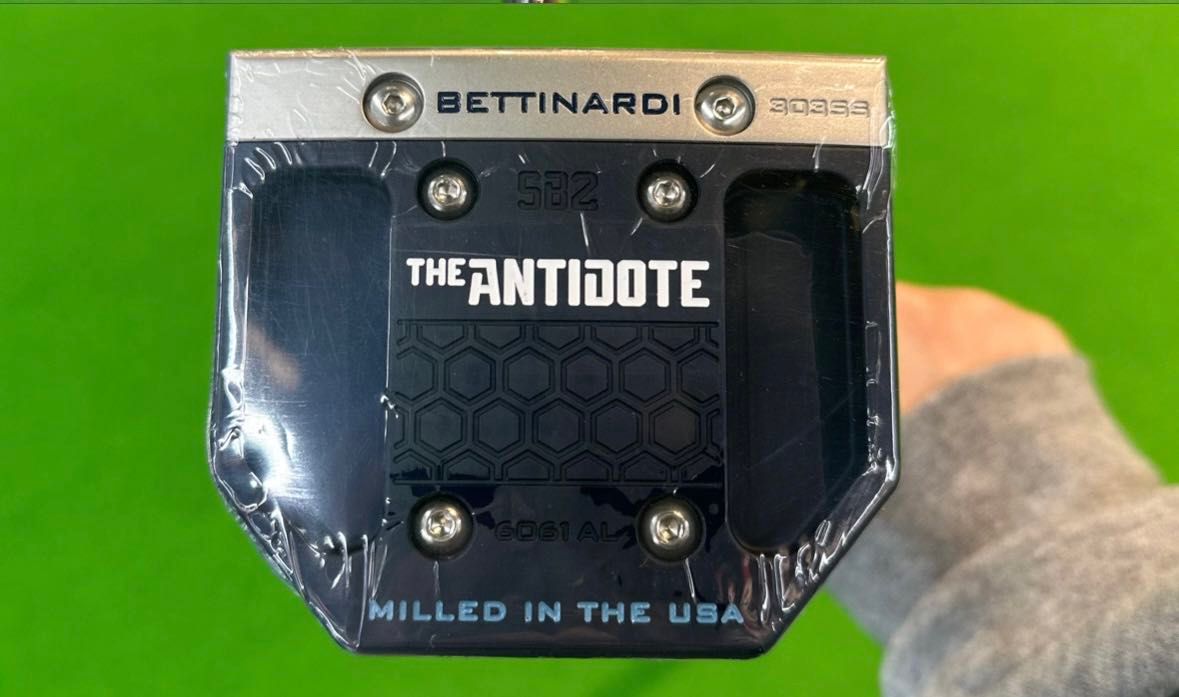 BETTINARDI 303SS
SB2
THE ANTIDOTE
6061 AL
MILLED IN THE USA